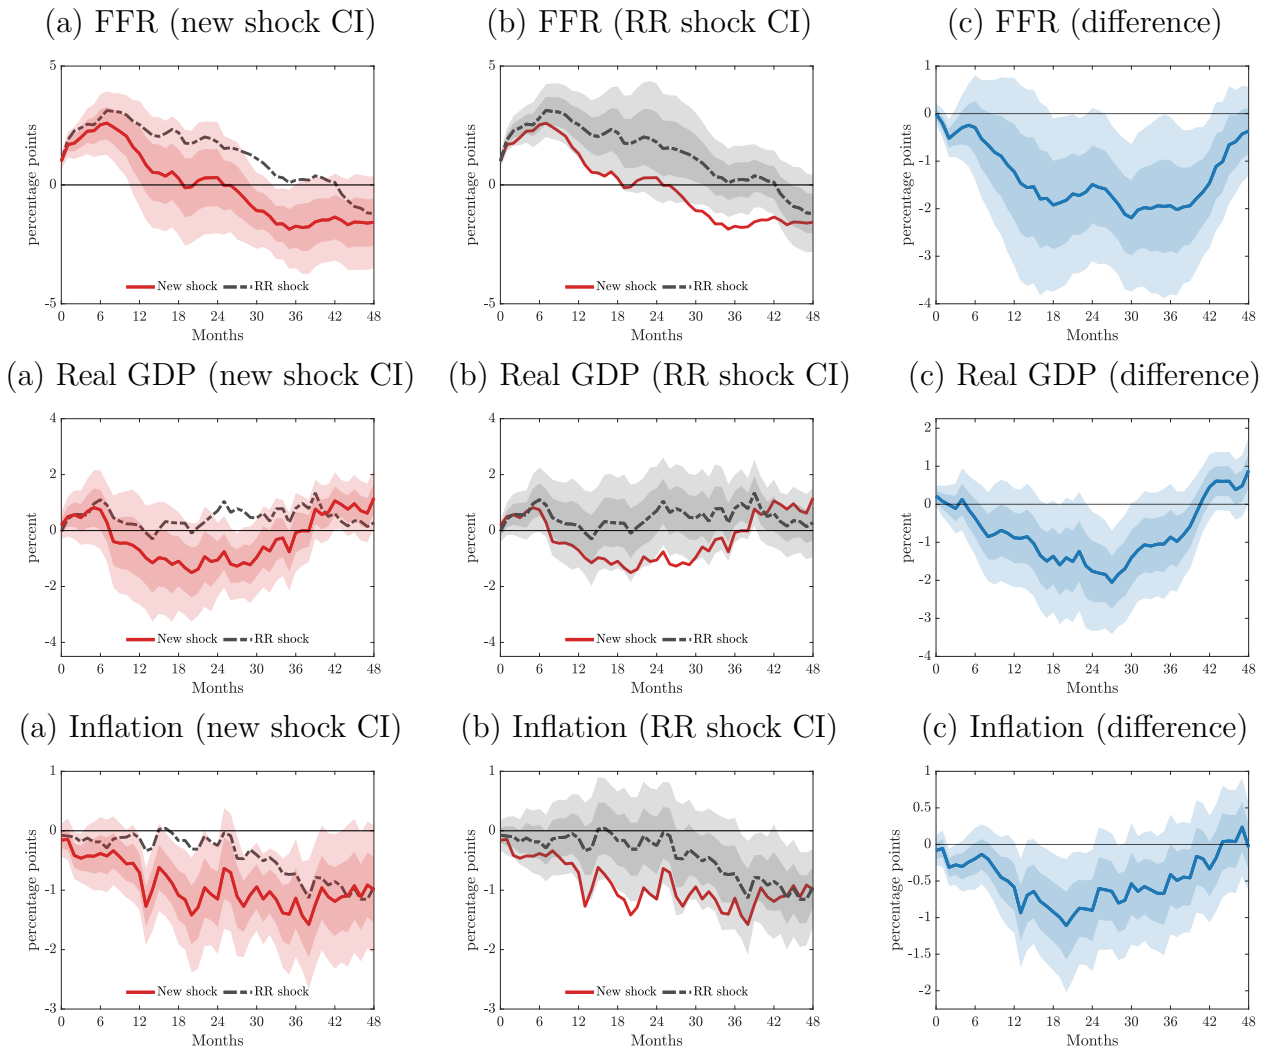 (a) FFR (new shock CI)
(b) FFR (RR shock CI)
(c) FFR (difference)
percentage points
5
0
-5
0 6 12 18 24 30 36 42 48
Months
New shock RR shock
percentage points
5
0
-5
0 6 12 18 24 30 36 42 48
Months
New shock RR shock
percentage points
1
0
-1
-2
-3
-4
0 6 12 18 24 30 36 42 48
Months
(a) Real GDP (new shock CI)
(b) Real GDP (RR shock CI)
(c) Real GDP (difference)
percent
4
2
0
-2
-4
0 6 12 18 24 30 36 42 48
Months
New shock RR shock
percent
4
2
0
-2
-4
0 6 12 18 24 30 36 42 48
Months
New shock RR shock
percent
2
1
0
-1
-2
-3
-4
0 6 12 18 24 30 36 42 48
Months
(a) Inflation (new shock CI)
(b) Inflation (RR shock CI)
(c) Inflation (difference)
percentage points
1
0
-1
-2
-3
0 6 12 18 24 30 36 42 48
Months
New shock RR shock
percentage points
1
0
-1
-2
-3
0 6 12 18 24 30 36 42 48
Months
New shock RR shock
percentage points
1
0.5
0
-0.5
-1
-1.5
-2
0 6 12 18 24 30 36 42 48
Months